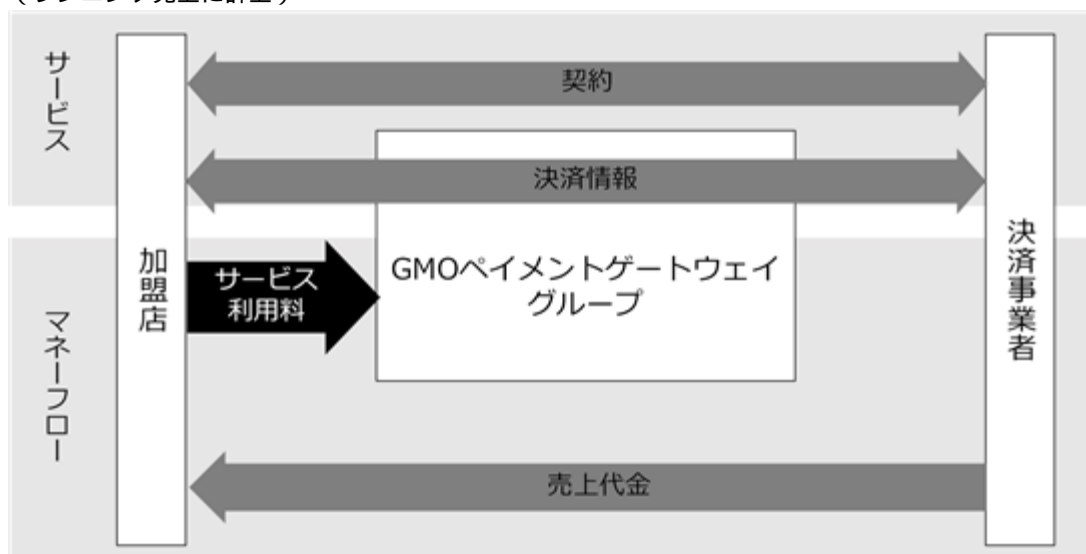 サービス
契約
決済情報
マネーフロー
加盟店
サービス
利用料
GMOペイメントゲートウェイ
グループ
決済事業者
売上代金